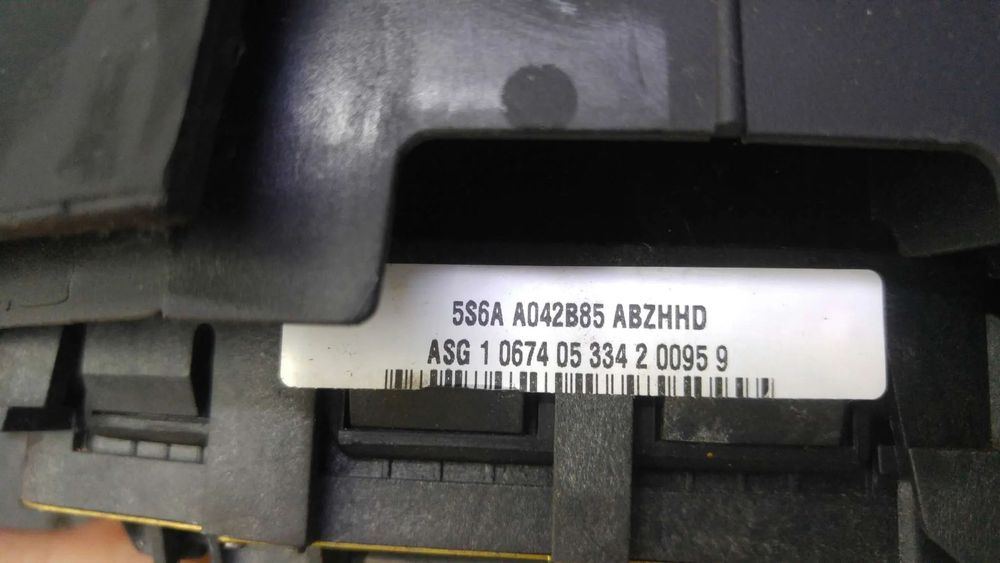 5S6A A042B85 ABZHHD
ASG 1 0674 05 334 2 0095 9